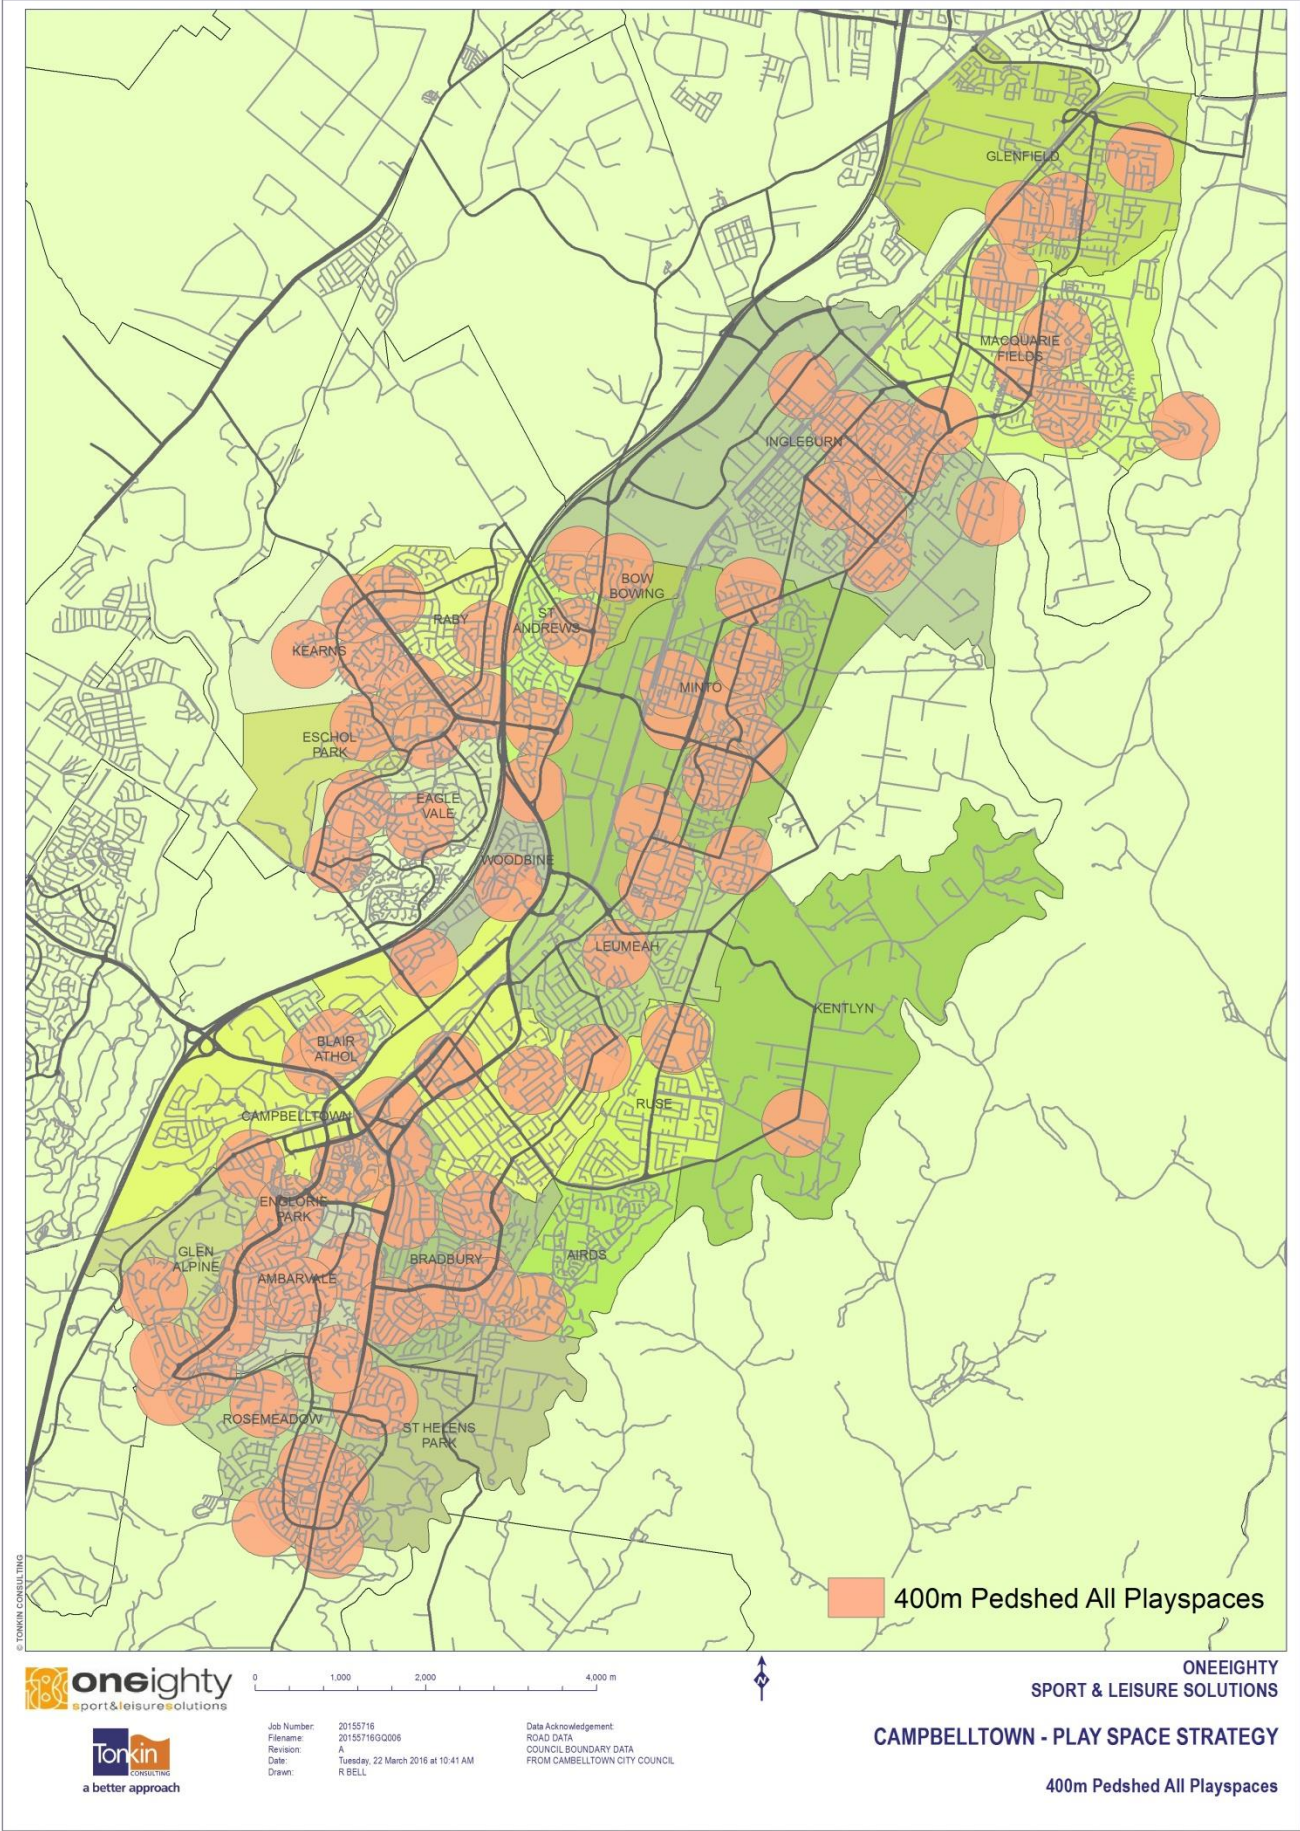 GLENFIELD
MACQUARIE
FIELDS
INGLEBURN
BOW
BOWING
ST
ANDREWS
RABY
KEARNS
MINTO
ESCHOL
PARK
EAGLE
VALE
WOODBINE
LEUMEAH
KENTLYN
BLAIR
ATHOL
RUSE
CAMPBELLTOWN
ENGLORIE
PARK
GLEN
ALPINE
BRADBURY
AIRDS
AMBARVALE
ROSEMEADOW
ST HELENS
PARK
400m Pedshed All Playspaces
© TONKIN CONSULTING
oneighty
sport&leisuresolutions
0 1,000 2,000 4,000 m
N
ONEEIGHTY
SPORT & LEISURE SOLUTIONS
Tonkin
CONSULTING
a better approach
Job Number: 20155716
Filename: 20155716GQ006
Revision: A
Date: Tuesday, 22 March 2016 at 10:41 AM
Drawn: R BELL
Data Acknowledgement:
ROAD DATA
COUNCIL BOUNDARY DATA
FROM CAMBELLTOWN CITY COUNCIL
CAMPBELLTOWN - PLAY SPACE STRATEGY
400m Pedshed All Playspaces